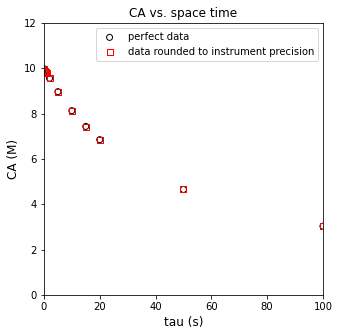 CA vs. space time
perfect data
data rounded to instrument precision
CA (M)
12
10
8
6
4
2
0
0
20
40
60
80
100
tau (s)